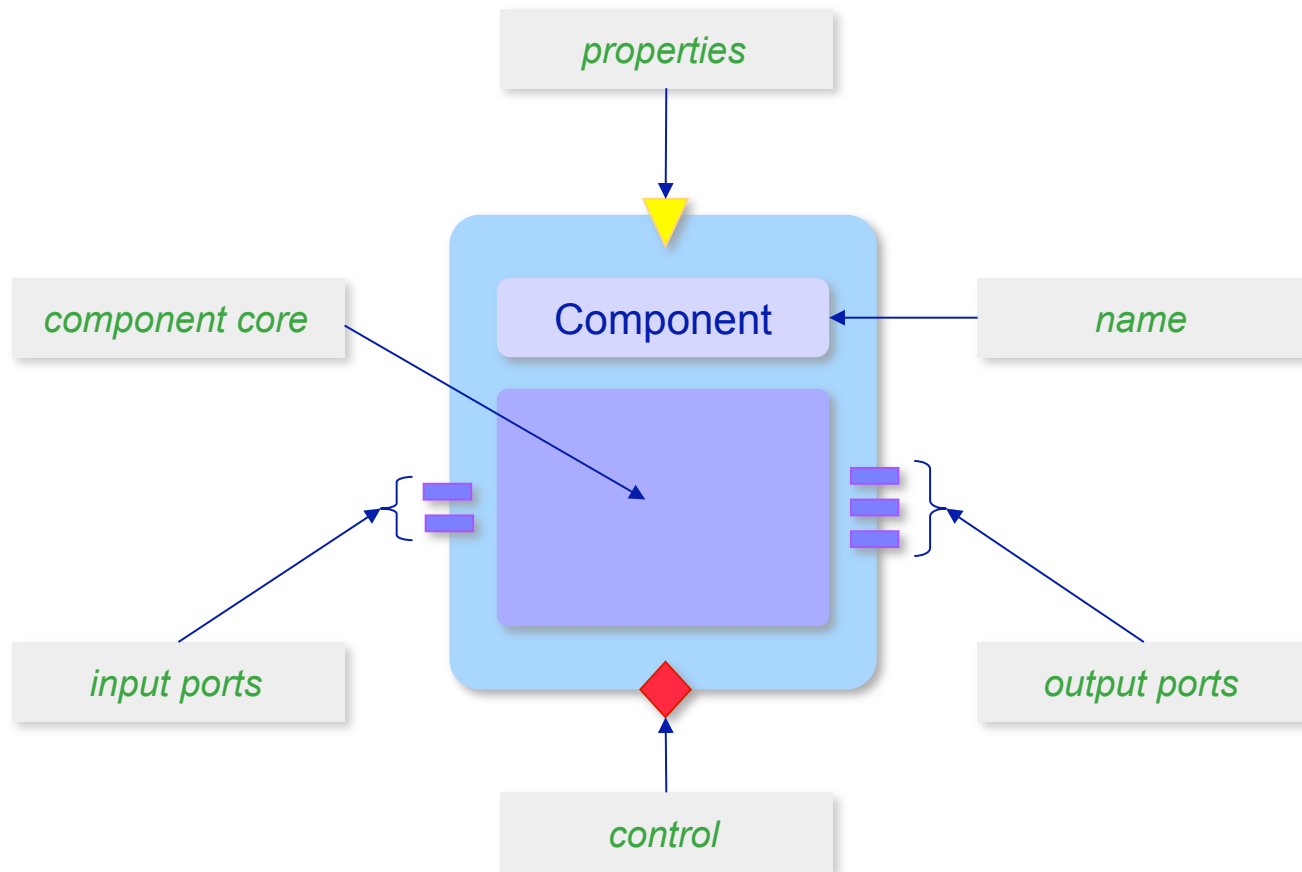 properties
component core
Component
name
input ports
output ports
control